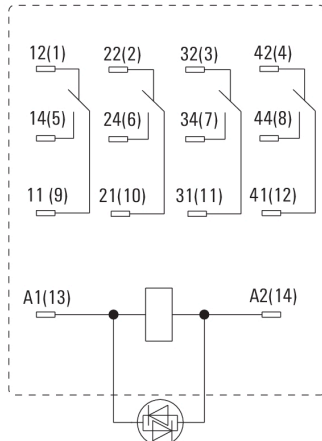 12(1) 22(2) 32(3) 42(4)
14(5) 24(6) 34(7) 44(8)
11 (9) 21(10) 31(11) 41(12)
A1(13) A2(14)